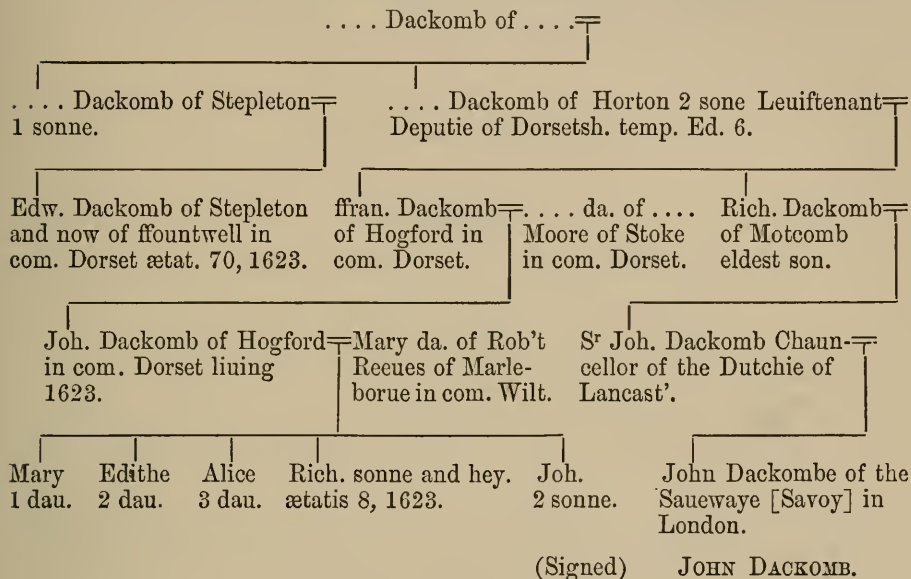 . . . . Dackomb of . . . .
. . . . Dackomb of Stepleton
1 sonne.
. . . . Dackomb of Horton 2 sone Leuiftenant
Deputie of Dorsetsh. temp. Ed. 6.
Edw. Dackomb of Stepleton
and now of ffountwell in
com. Dorset ætat. 70, 1623.
ffran. Dackomb
of Hogford in
com. Dorset.
. . . . da. of . . . .
Moore of Stoke
in com. Dorset.
Rich. Dackomb
of Motcomb
eldest son.
Joh. Dackomb of Hogford
in com. Dorset liuing
1623.
Mary da. of Rob't
Reeues of Marle-
borue in com. Wilt.
Sʳ Joh. Dackomb Chaun-
cellor of the Dutchie of
Lancast'.
Mary
1 dau.
Edithe
2 dau.
Alice
3 dau.
Rich. sonne and hey.
ætatis 8, 1623.
Joh.
2 sonne.
John Dackombe of the
Sauewaye [Savoy] in
London.
(Signed) JOHN DACKOMB.